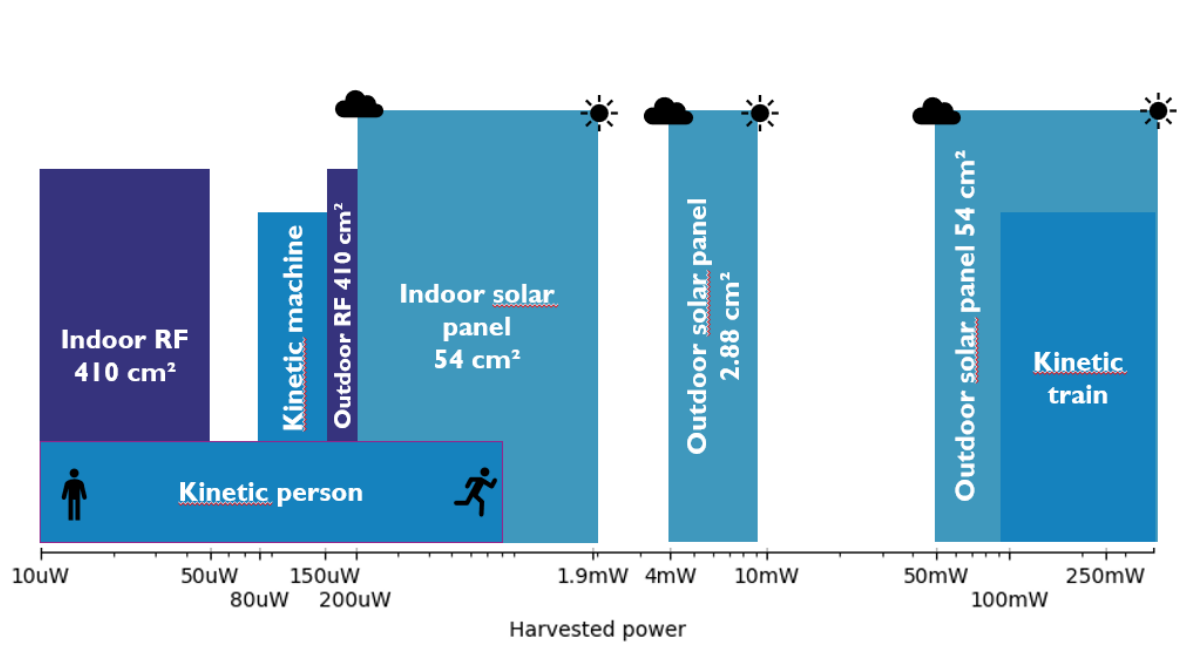 Indoor RF
410 cm²
Kinetic machine
Outdoor RF 410 cm²
Indoor solar
panel
54 cm²
Outdoor solar panel
2.88 cm²
Outdoor solar panel 54 cm²
Kinetic
train
Kinetic person
10uW 50uW 150uW 1.9mW 4mW 10mW 50mW 250mW
80uW 200uW 100mW
Harvested power